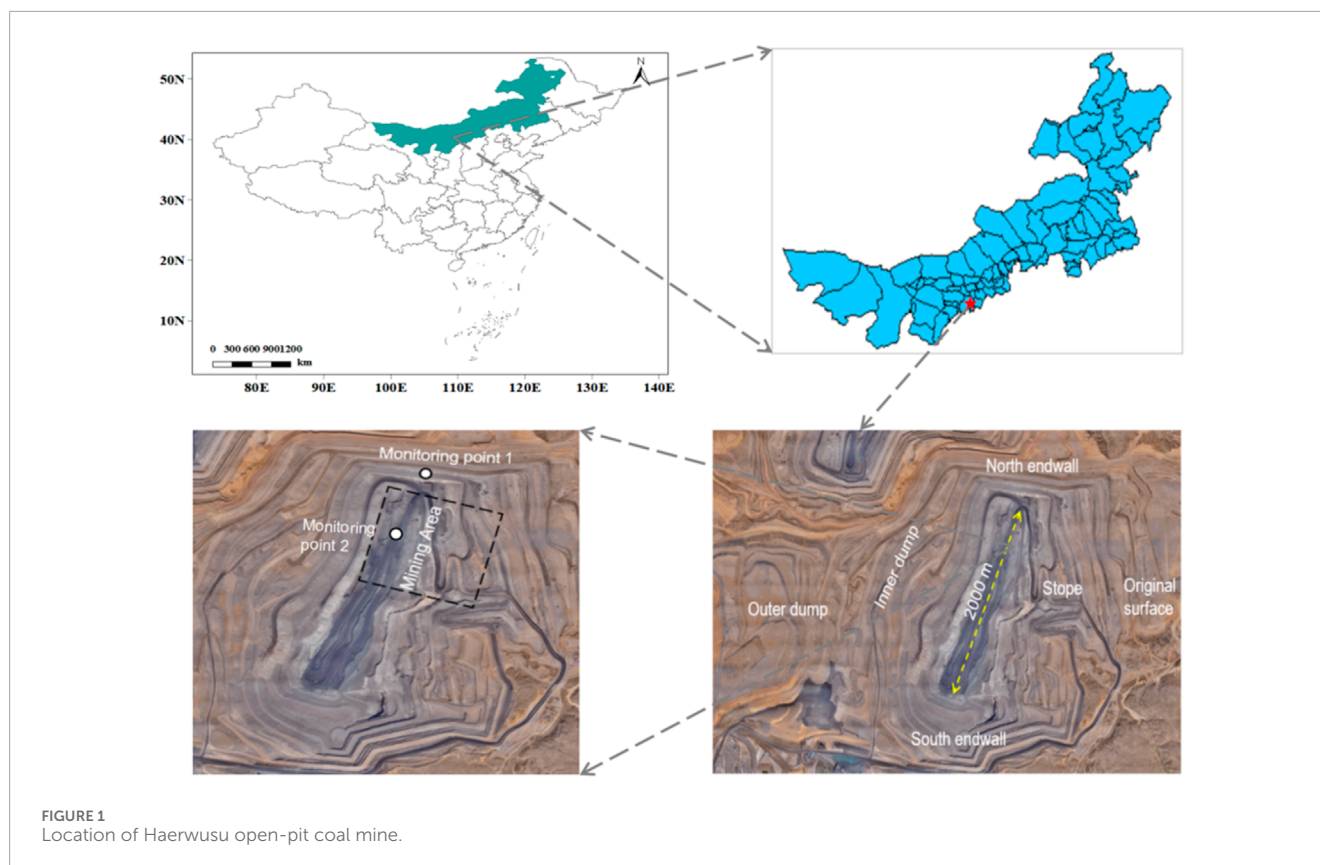 50N
40N
30N
20N
10N
N
0 300 600 900 1200
km
80E 90E 100E 110E 120E 130E 140E
Monitoring point 1
Monitoring
point 2
Mining Area
North endwall
Inner dump
2000 m
Stope
Original
surface
Outer dump
South endwall
FIGURE 1
Location of Haerwusu open-pit coal mine.